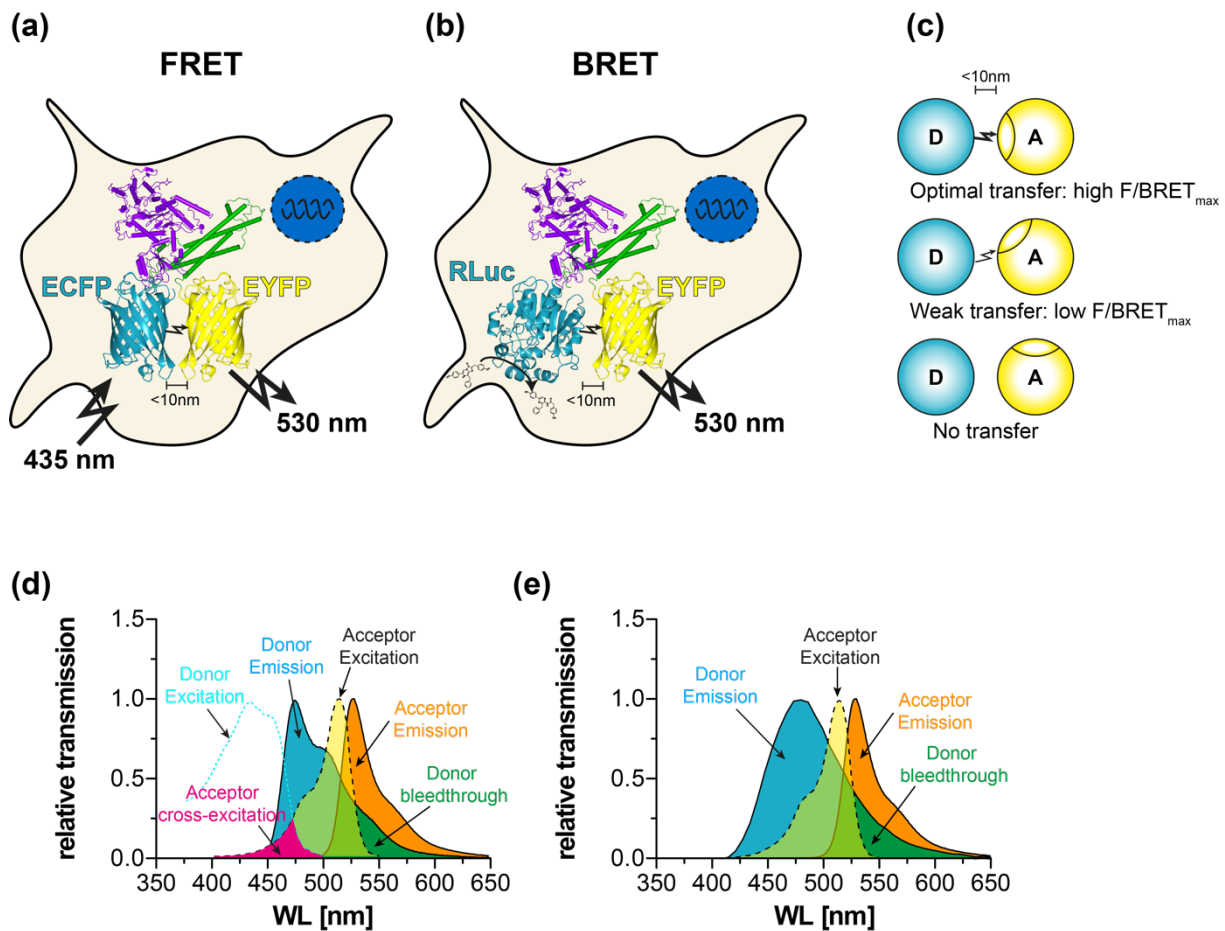 (a)
FRET
ECFP
EYFP
<10nm
435 nm
530 nm
(b)
BRET
RLuc
EYFP
<10nm
530 nm
(c)
<10nm
D
A
Optimal transfer: high F/BRETmax
D
A
Weak transfer: low F/BRETmax
D
A
No transfer
(d)
relative transmission
1.5
1.0
0.5
0.0
Donor
Excitation
Donor
Emission
Acceptor
Excitation
Acceptor
Emission
Donor
bleedthrough
Acceptor
cross-excitation
350 400 450 500 550 600 650
WL [nm]
(e)
relative transmission
1.5
1.0
0.5
0.0
Donor
Emission
Acceptor
Excitation
Acceptor
Emission
Donor
bleedthrough
350 400 450 500 550 600 650
WL [nm]